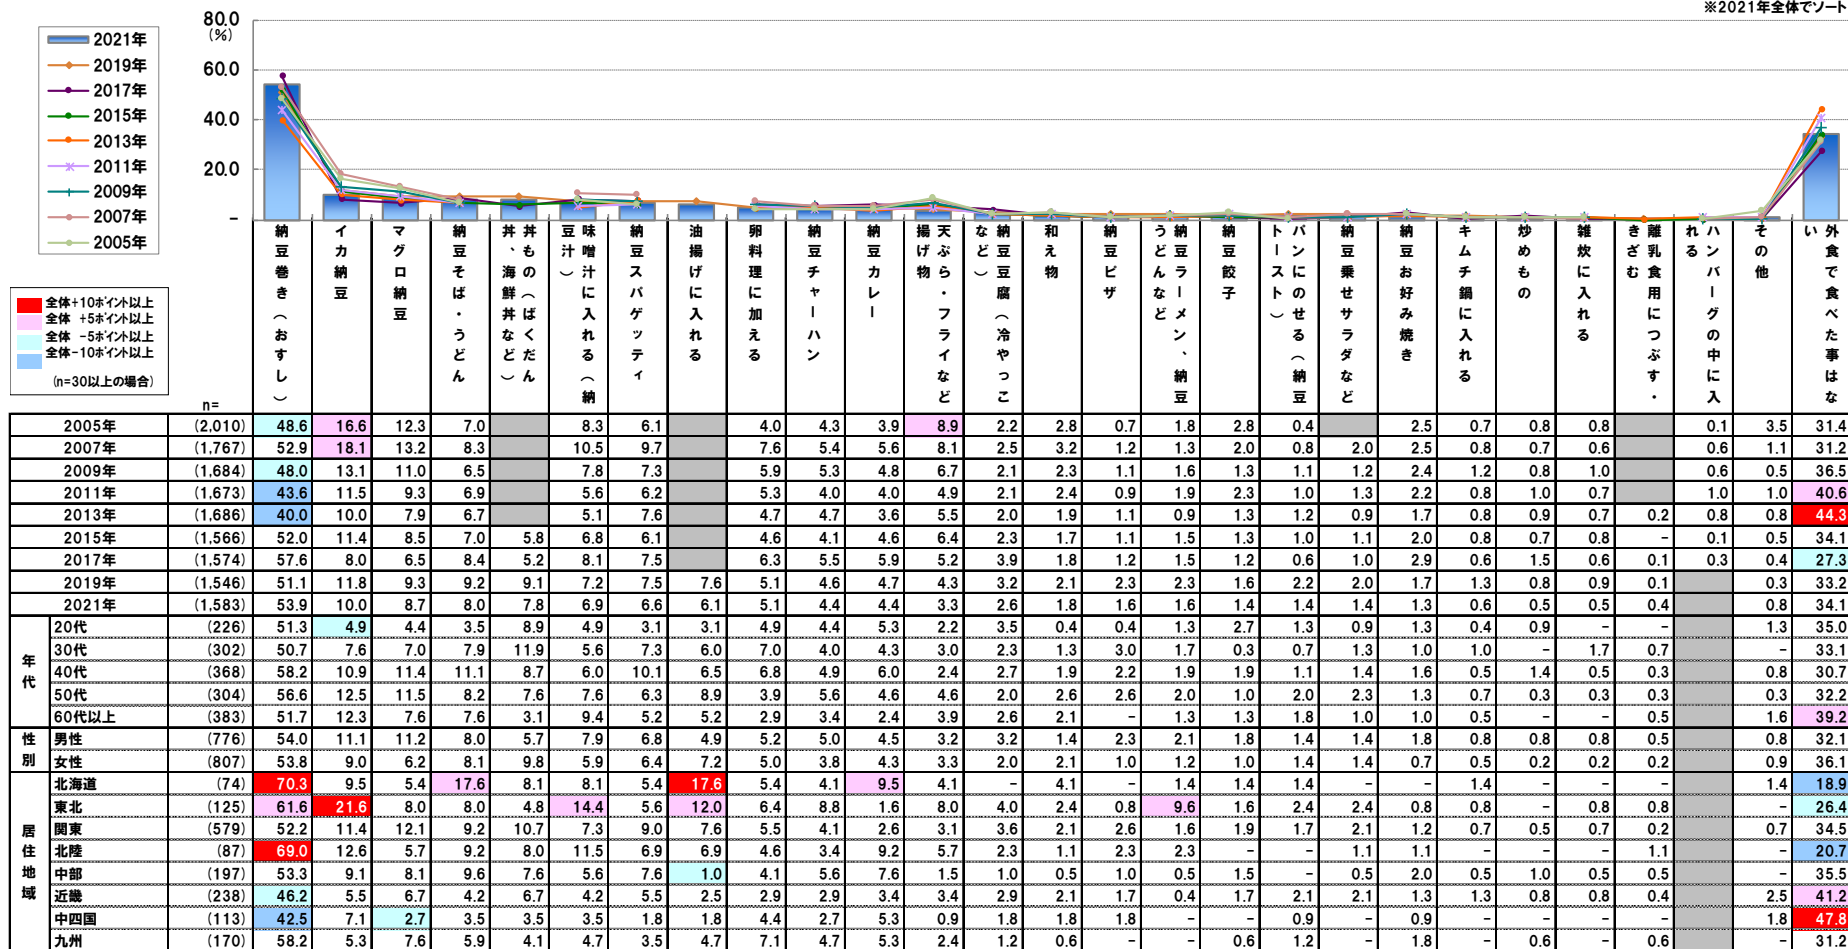 ※2021年全体でソート
80.0
(%)
60.0
40.0
20.0
－
2021年
2019年
2017年
2015年
2013年
2011年
2009年
2007年
2005年
全体+10ポイント以上
全体 +5ポイント以上
全体 -5ポイント以上
全体-10ポイント以上
(n=30以上の場合)
n=
納豆巻き(おすし)
イカ納豆
マグロ納豆
納豆そば・うどん
丼もの(ばくだん
丼、海鮮丼など)
味噌汁に入れる(納
豆汁)
納豆スパゲッティ
油揚げに入れる
卵料理に加える
納豆チャーハン
納豆カレー
天ぷら・フライなど
揚げ物
納豆豆腐(冷やっこ
など)
和え物
納豆ピザ
納豆ラーメン、納豆
うどんなど
納豆餃子
パンにのせる(納豆
トースト)
納豆乗せサラダなど
納豆お好み焼き
キムチ鍋に入れる
炒めもの
雑炊に入れる
離乳食用につぶす・
きざむ
ハンバーグの中に入
れる
その他
外食で食べた事はな
い
2005年 (2,010) 48.6 16.6 12.3 7.0 8.3 6.1 4.0 4.3 3.9 8.9 2.2 2.8 0.7 1.8 2.8 0.4 2.5 0.7 0.8 0.8 0.1 3.5 31.4
2007年 (1,767) 52.9 18.1 13.2 8.3 10.5 9.7 7.6 5.4 5.6 8.1 2.5 3.2 1.2 1.3 2.0 0.8 2.0 2.5 0.8 0.7 0.6 0.6 1.1 31.2
2009年 (1,684) 48.0 13.1 11.0 6.5 7.8 7.3 5.9 5.3 4.8 6.7 2.1 2.3 1.1 1.6 1.3 1.1 1.2 2.4 1.2 0.8 1.0 0.6 0.5 36.5
2011年 (1,673) 43.6 11.5 9.3 6.9 5.6 6.2 5.3 4.0 4.0 4.9 2.1 2.4 0.9 1.9 2.3 1.0 1.3 2.2 0.8 1.0 0.7 1.0 1.0 40.6
2013年 (1,686) 40.0 10.0 7.9 6.7 5.1 7.6 4.7 4.7 3.6 5.5 2.0 1.9 1.1 0.9 1.3 1.2 0.9 1.7 0.8 0.9 0.7 0.2 0.8 0.8 44.3
2015年 (1,566) 52.0 11.4 8.5 7.0 5.8 6.8 6.1 4.6 4.1 4.6 6.4 2.3 1.7 1.1 1.5 1.3 1.0 1.1 2.0 0.8 0.7 0.8 － 0.1 0.5 34.1
2017年 (1,574) 57.6 8.0 6.5 8.4 5.2 8.1 7.5 6.3 5.5 5.9 5.2 3.9 1.8 1.2 1.2 1.2 0.6 1.0 2.9 0.6 1.5 0.6 0.1 0.3 0.4 27.3
2019年 (1,546) 51.1 11.8 9.3 9.2 9.1 7.2 7.5 7.6 5.1 4.6 4.7 4.3 3.2 2.1 2.3 2.3 1.6 2.2 2.0 1.7 1.3 0.8 0.9 0.1 0.3 33.2
2021年 (1,583) 53.9 10.0 8.7 8.0 7.8 6.9 6.6 6.1 5.1 4.4 4.4 3.3 2.6 1.8 1.6 1.6 1.4 1.4 1.4 1.3 0.6 0.5 0.5 0.4 0.8 34.1
年代
20代 (226) 51.3 4.9 4.4 3.5 8.9 4.9 3.1 3.1 4.9 4.4 5.3 2.2 3.5 0.4 0.4 1.3 2.7 1.3 0.9 1.3 0.4 0.9 － － 1.3 35.0
30代 (302) 50.7 7.6 7.0 7.9 11.9 5.6 7.3 6.0 7.0 4.0 4.3 3.0 2.3 1.3 3.0 1.7 0.3 0.7 1.3 1.0 1.0 － 1.7 0.7 － 33.1
40代 (368) 58.2 10.9 11.4 11.1 8.7 6.0 10.1 6.5 6.8 4.9 6.0 2.4 2.7 1.9 2.2 1.9 1.9 1.1 1.4 1.6 0.5 1.4 0.5 0.3 0.8 30.7
50代 (304) 56.6 12.5 11.5 8.2 7.6 7.6 6.3 8.9 3.9 5.6 4.6 4.6 2.0 2.6 2.6 2.0 1.0 2.0 2.3 1.3 0.7 0.3 0.3 0.3 0.3 32.2
60代以上 (383) 51.7 12.3 7.6 7.6 3.1 9.4 5.2 5.2 2.9 3.4 2.4 3.9 2.6 2.1 － 1.3 1.3 1.8 1.0 1.0 0.5 － － 0.5 1.6 39.2
性別
男性 (776) 54.0 11.1 11.2 8.0 5.7 7.9 6.8 4.9 5.2 5.0 4.5 3.2 3.2 1.4 2.3 2.1 1.8 1.4 1.4 1.8 0.8 0.8 0.8 0.5 0.8 32.1
女性 (807) 53.8 9.0 6.2 8.1 9.8 5.9 6.4 7.2 5.0 3.8 4.3 3.3 2.0 2.1 1.0 1.2 1.0 1.4 1.4 0.7 0.5 0.2 0.2 0.2 0.9 36.1
居住地域
北海道 (74) 70.3 9.5 5.4 17.6 8.1 8.1 5.4 17.6 5.4 4.1 9.5 4.1 － 4.1 － 1.4 1.4 1.4 － － 1.4 － － － 1.4 18.9
東北 (125) 61.6 21.6 8.0 8.0 4.8 14.4 5.6 12.0 6.4 8.8 1.6 8.0 4.0 2.4 0.8 9.6 1.6 2.4 2.4 0.8 0.8 － 0.8 0.8 － 26.4
関東 (579) 52.2 11.4 12.1 9.2 10.7 7.3 9.0 7.6 5.5 4.1 2.6 3.1 3.6 2.1 2.6 1.6 1.9 1.7 2.1 1.2 0.7 0.5 0.7 0.2 0.7 34.5
北陸 (87) 69.0 12.6 5.7 9.2 8.0 11.5 6.9 6.9 4.6 3.4 9.2 5.7 2.3 1.1 2.3 2.3 － － 1.1 1.1 － － － 1.1 － 20.7
中部 (197) 53.3 9.1 8.1 9.6 7.6 5.6 7.6 1.0 4.1 5.6 7.6 1.5 1.0 0.5 1.0 0.5 1.5 － 0.5 2.0 0.5 1.0 0.5 0.5 － 35.5
近畿 (238) 46.2 5.5 6.7 4.2 6.7 4.2 5.5 2.5 2.9 2.9 3.4 3.4 2.9 2.1 1.7 0.4 1.7 2.1 2.1 1.3 1.3 0.8 0.8 0.4 2.5 41.2
中四国 (113) 42.5 7.1 2.7 3.5 3.5 3.5 1.8 1.8 4.4 2.7 5.3 0.9 1.8 1.8 1.8 － － 0.9 － 0.9 － － － － 1.8 47.8
九州 (170) 58.2 5.3 7.6 5.9 4.1 4.7 3.5 4.7 7.1 4.7 5.3 2.4 1.2 0.6 － － 0.6 1.2 － 1.8 － 0.6 － 0.6 － 31.2